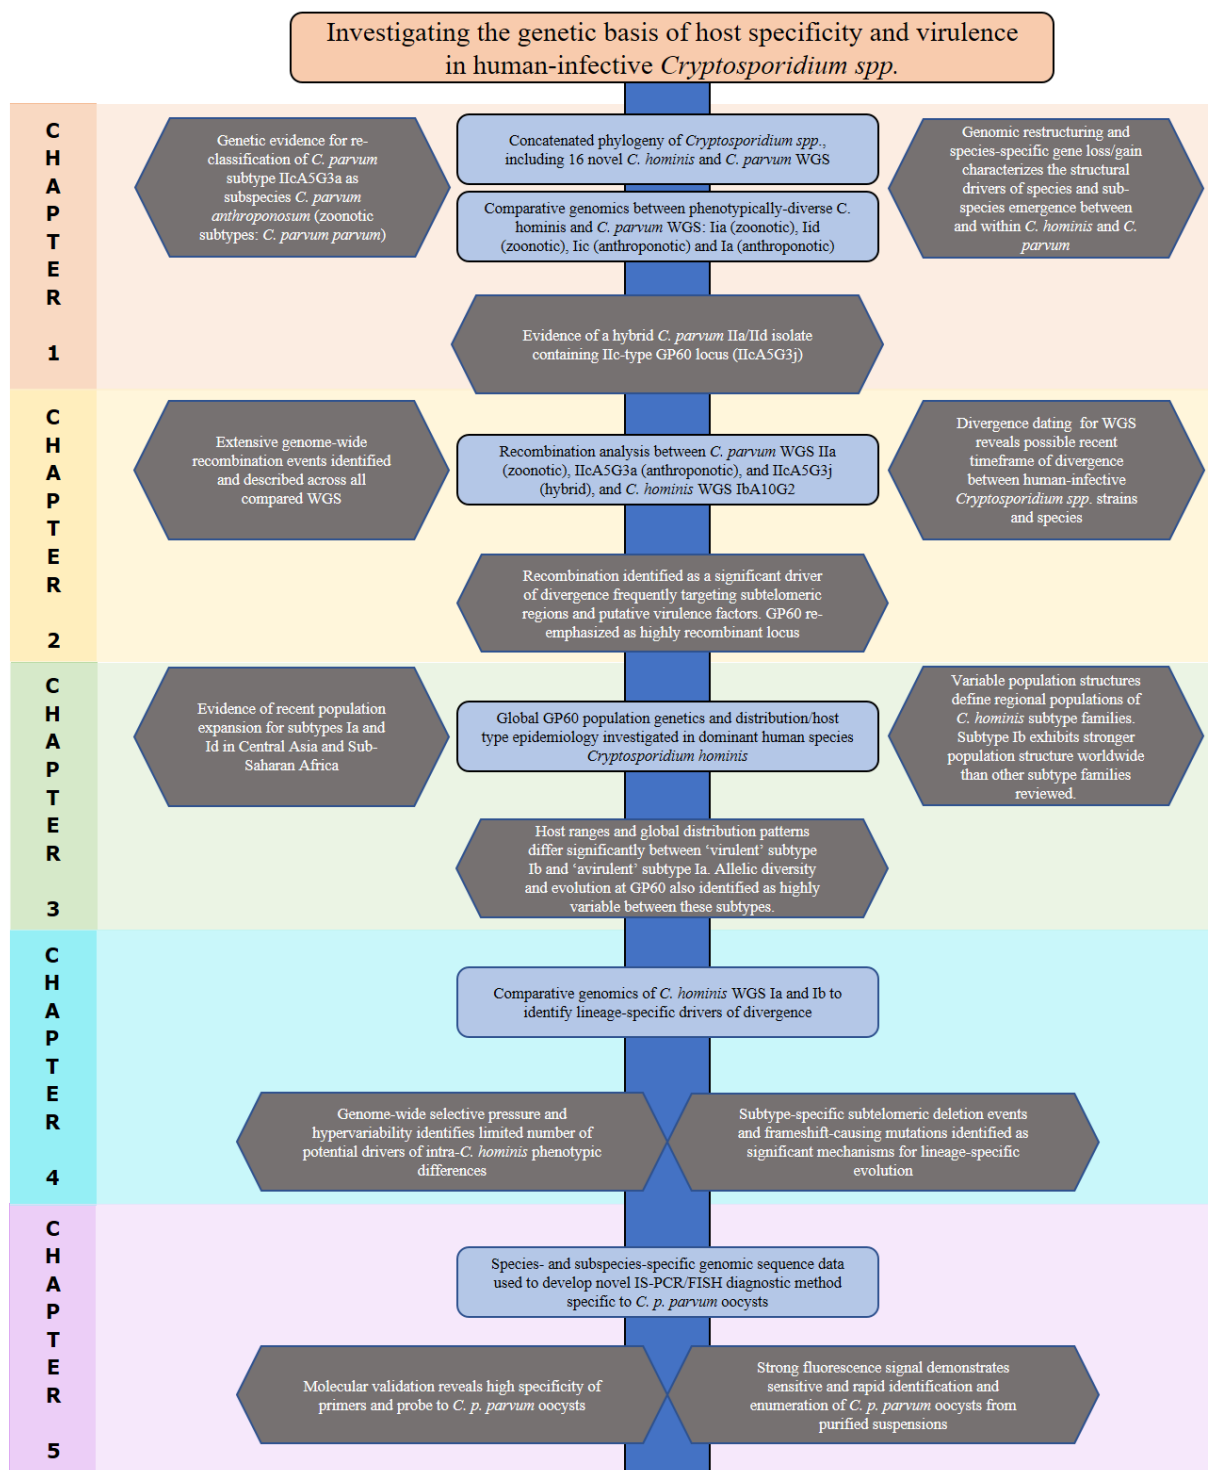 Investigating the genetic basis of host specificity and virulence
in human-infective Cryptosporidium spp.
CHAPTER 1
Genetic evidence for re-
classification of C. parvum
subtype IIcA5G3a as
subspecies C. parvum
anthroponosum (zoonotic
subtypes: C. parvum parvum)
Concatenated phylogeny of Cryptosporidium spp.,
including 16 novel C. hominis and C. parvum WGS
Comparative genomics between phenotypically-diverse C.
hominis and C. parvum WGS: Iia (zoonotic), Iid
(zoonotic), Iic (anthroponotic) and Ia (anthroponotic)
Genomic restructuring and
species-specific gene loss/gain
characterizes the structural
drivers of species and sub-
species emergence between
and within C. hominis and C.
parvum
Evidence of a hybrid C. parvum IIa/IId isolate
containing IIc-type GP60 locus (IIcA5G3j)
CHAPTER 2
Extensive genome-wide
recombination events identified
and described across all
compared WGS
Recombination analysis between C. parvum WGS IIa
(zoonotic), IIcA5G3a (anthroponotic), and IIcA5G3j
(hybrid), and C. hominis WGS IbA10G2
Divergence dating for WGS
reveals possible recent
timeframe of divergence
between human-infective
Cryptosporidium spp. strains
and species
Recombination identified as a significant driver
of divergence frequently targeting subtelomeric
regions and putative virulence factors. GP60 re-
emphasized as highly recombinant locus
CHAPTER 3
Evidence of recent population
expansion for subtypes Ia and
Id in Central Asia and Sub-
Saharan Africa
Global GP60 population genetics and distribution/host
type epidemiology investigated in dominant human species
Cryptosporidium hominis
Variable population structures
define regional populations of
C. hominis subtype families.
Subtype Ib exhibits stronger
population structure worldwide
than other subtype families
reviewed.
Host ranges and global distribution patterns
differ significantly between ‘virulent’ subtype
Ib and ‘avirulent’ subtype Ia. Allelic diversity
and evolution at GP60 also identified as highly
variable between these subtypes.
CHAPTER 4
Comparative genomics of C. hominis WGS Ia and Ib to
identify lineage-specific drivers of divergence
Genome-wide selective pressure and
hypervariability identifies limited number of
potential drivers of intra-C. hominis phenotypic
differences
Subtype-specific subtelomeric deletion events
and frameshift-causing mutations identified as
significant mechanisms for lineage-specific
evolution
CHAPTER 5
Species- and subspecies-specific genomic sequence data
used to develop novel IS-PCR/FISH diagnostic method
specific to C. p. parvum oocysts
Molecular validation reveals high specificity of
primers and probe to C. p. parvum oocysts
Strong fluorescence signal demonstrates
sensitive and rapid identification and
enumeration of C. p. parvum oocysts from
purified suspensions